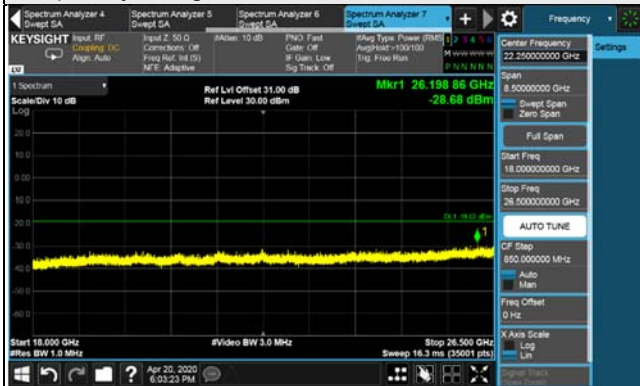 Spectrum Analyzer 4
Swept SA
Spectrum Analyzer 5
Swept SA
Spectrum Analyzer 6
Swept SA
Spectrum Analyzer 7
Swept SA
Frequency
KEYSIGHT
Input: RF
Coupling: DC
Align: Auto
Input Z: 50 Ω
Corrections: Off
Freq Ref: Int (S)
NFE: Adaptive
#Atten: 10 dB
PNO: Fast
Gate: Off
IF Gain: Low
Sig Track: Off
#Avg Type: Power (RMS
Avg|Hold:>100/100
Trig: Free Run
1 2 3 4 5 6
M W W W W W
P N N N N N
LVI
1 Spectrum
Scale/Div 10 dB
Log
Ref Lvl Offset 31.00 dB
Ref Level 30.00 dBm
Mkr1 26.198 86 GHz
-28.68 dBm
20.0
10.0
0.00
-10.0
-20.0
-30.0
-40.0
-50.0
-60.0
1
Start 18.000 GHz
#Res BW 1.0 MHz
#Video BW 3.0 MHz
Stop 26.500 GHz
Sweep 16.3 ms (35001 pts)
Apr 20, 2020
6:03:23 PM
Center Frequency
22.250000000 GHz
Settings
Span
8.50000000 GHz
Swept Span
Zero Span
Full Span
Start Freq
18.000000000 GHz
Stop Freq
26.500000000 GHz
AUTO TUNE
CF Step
850.000000 MHz
Auto
Man
Freq Offset
0 Hz
X Axis Scale
Log
Lin
Signal Track